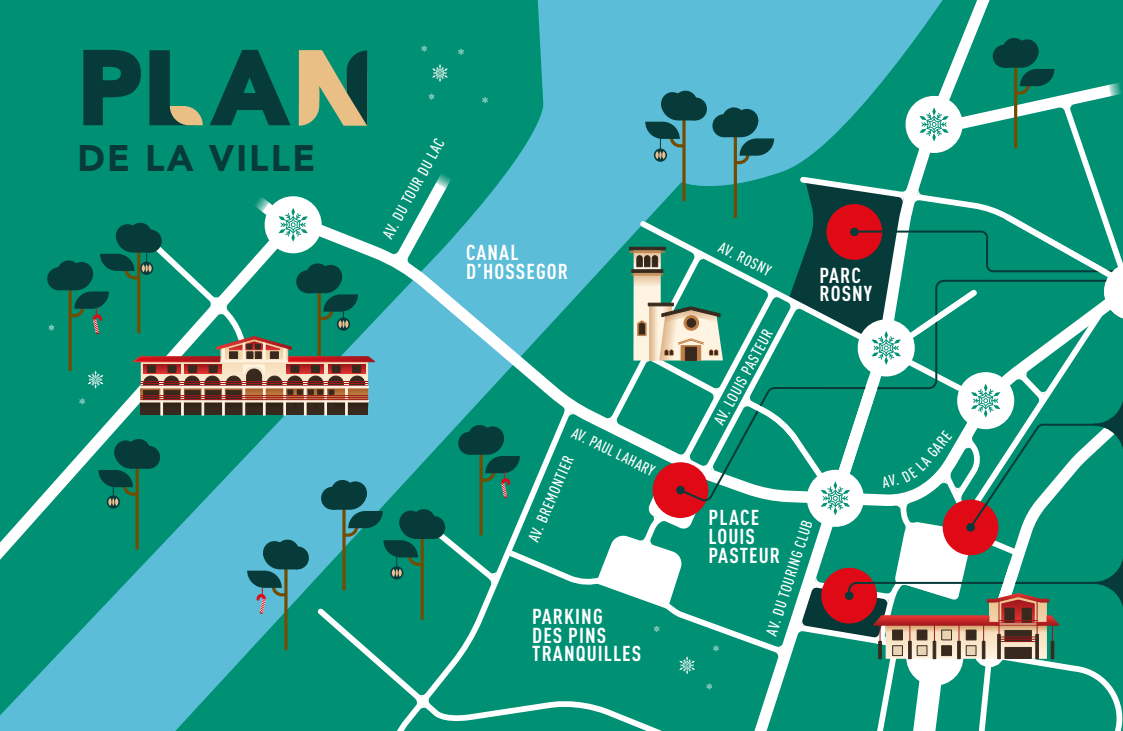 PLAN
DE LA VILLE
AV. DU TOUR DU LAC
CANAL
D'HOSSEGOR
AV. ROSNY
PARC
ROSNY
AV. LOUIS PASTEUR
AV. PAUL LAHARY
AV. BREMONTIER
AV. DE LA GARE
PLACE
LOUIS
PASTEUR
AV. DU TOURING CLUB
PARKING
DES PINS
TRANQUILLES